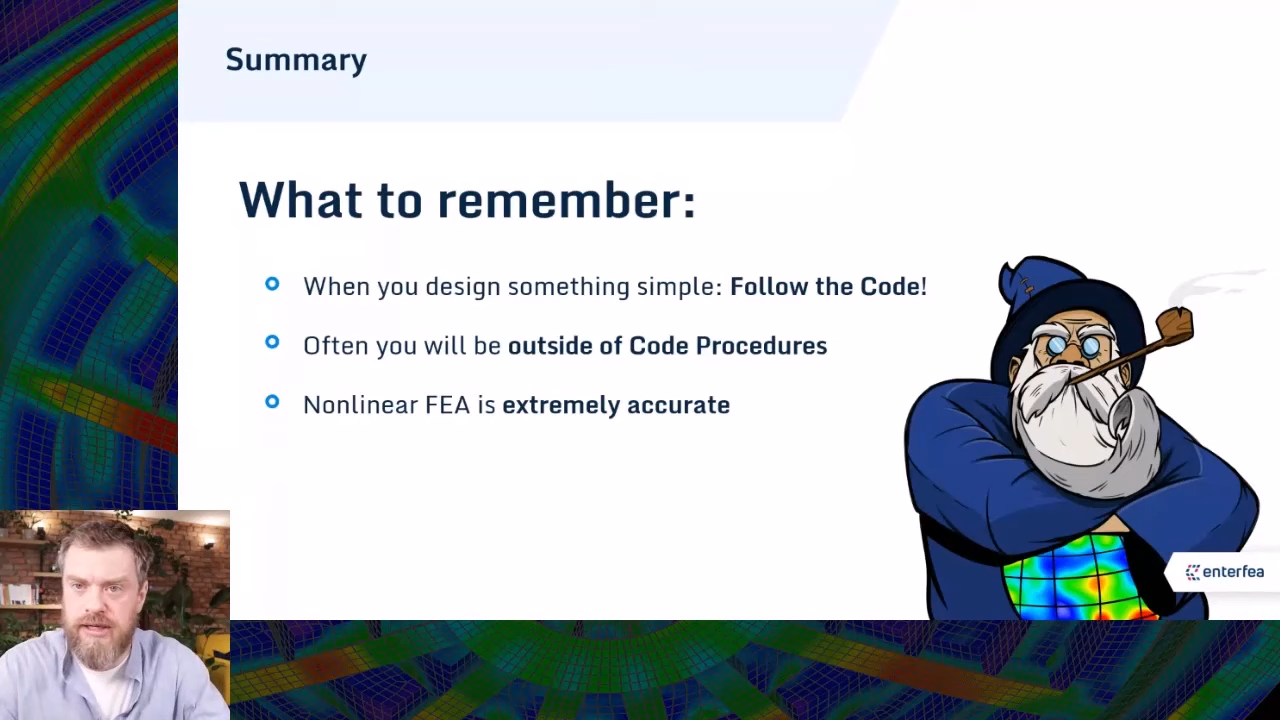 Summary
What to remember:
When you design something simple: Follow the Code!
Often you will be outside of Code Procedures
Nonlinear FEA is extremely accurate
enterfea